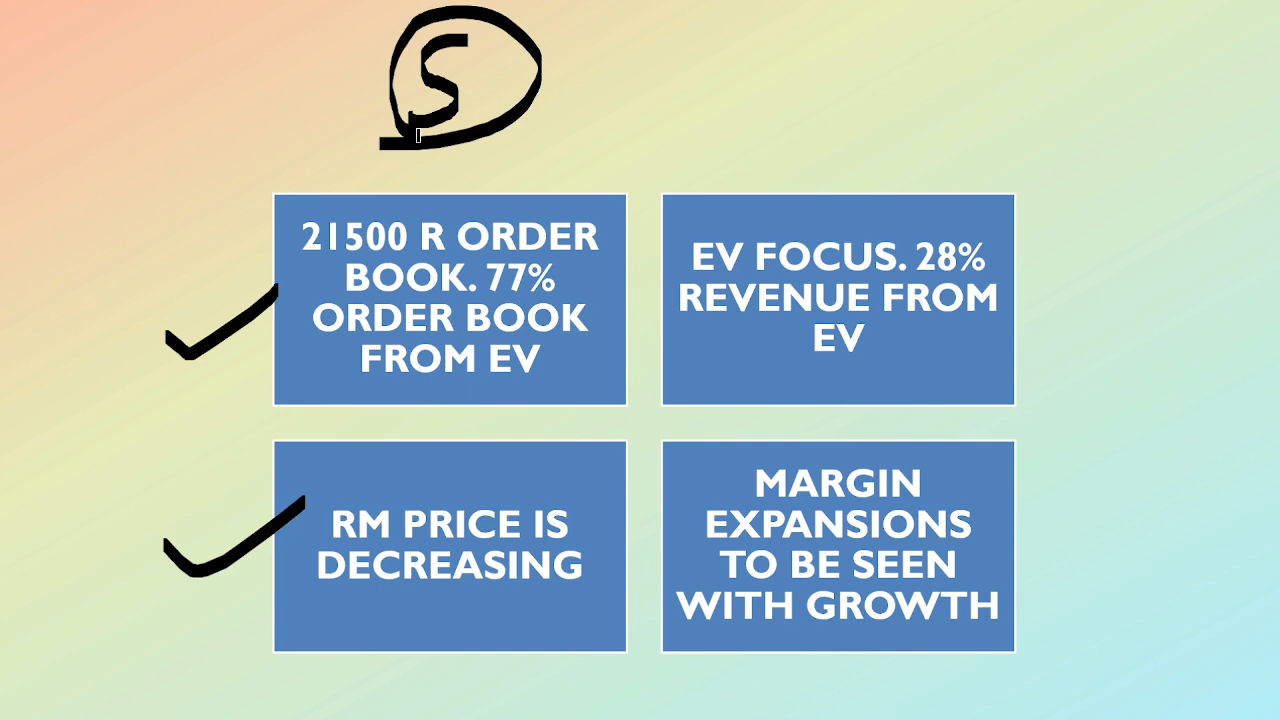 S
21500 R ORDER
BOOK. 77%
ORDER BOOK
FROM EV
EV FOCUS. 28%
REVENUE FROM
EV
RM PRICE IS
DECREASING
MARGIN
EXPANSIONS
TO BE SEEN
WITH GROWTH